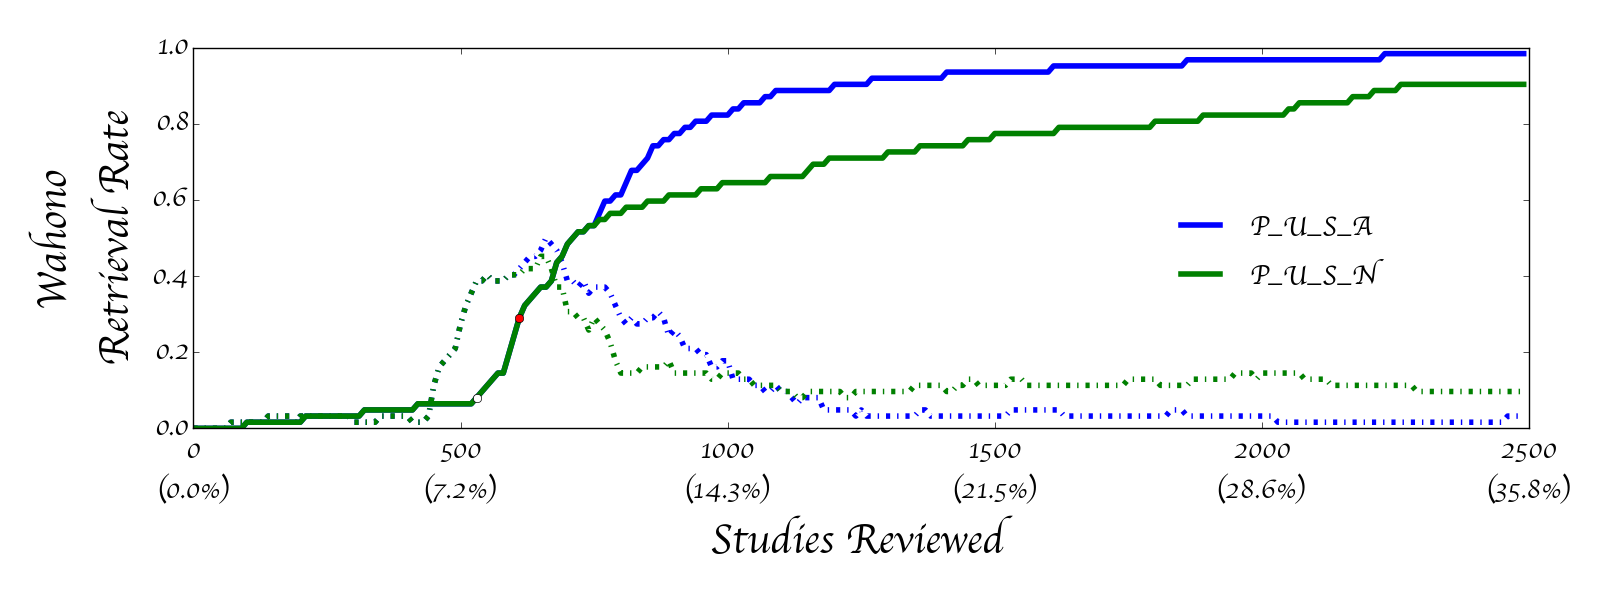 Wahono
Retrieval Rate
1.0
0.8
0.6
0.4
0.2
0.0
P_U_S_A
P_U_S_N
0 500 1000 1500 2000 2500
(0.0%) (7.2%) (14.3%) (21.5%) (28.6%) (35.8%)
Studies Reviewed